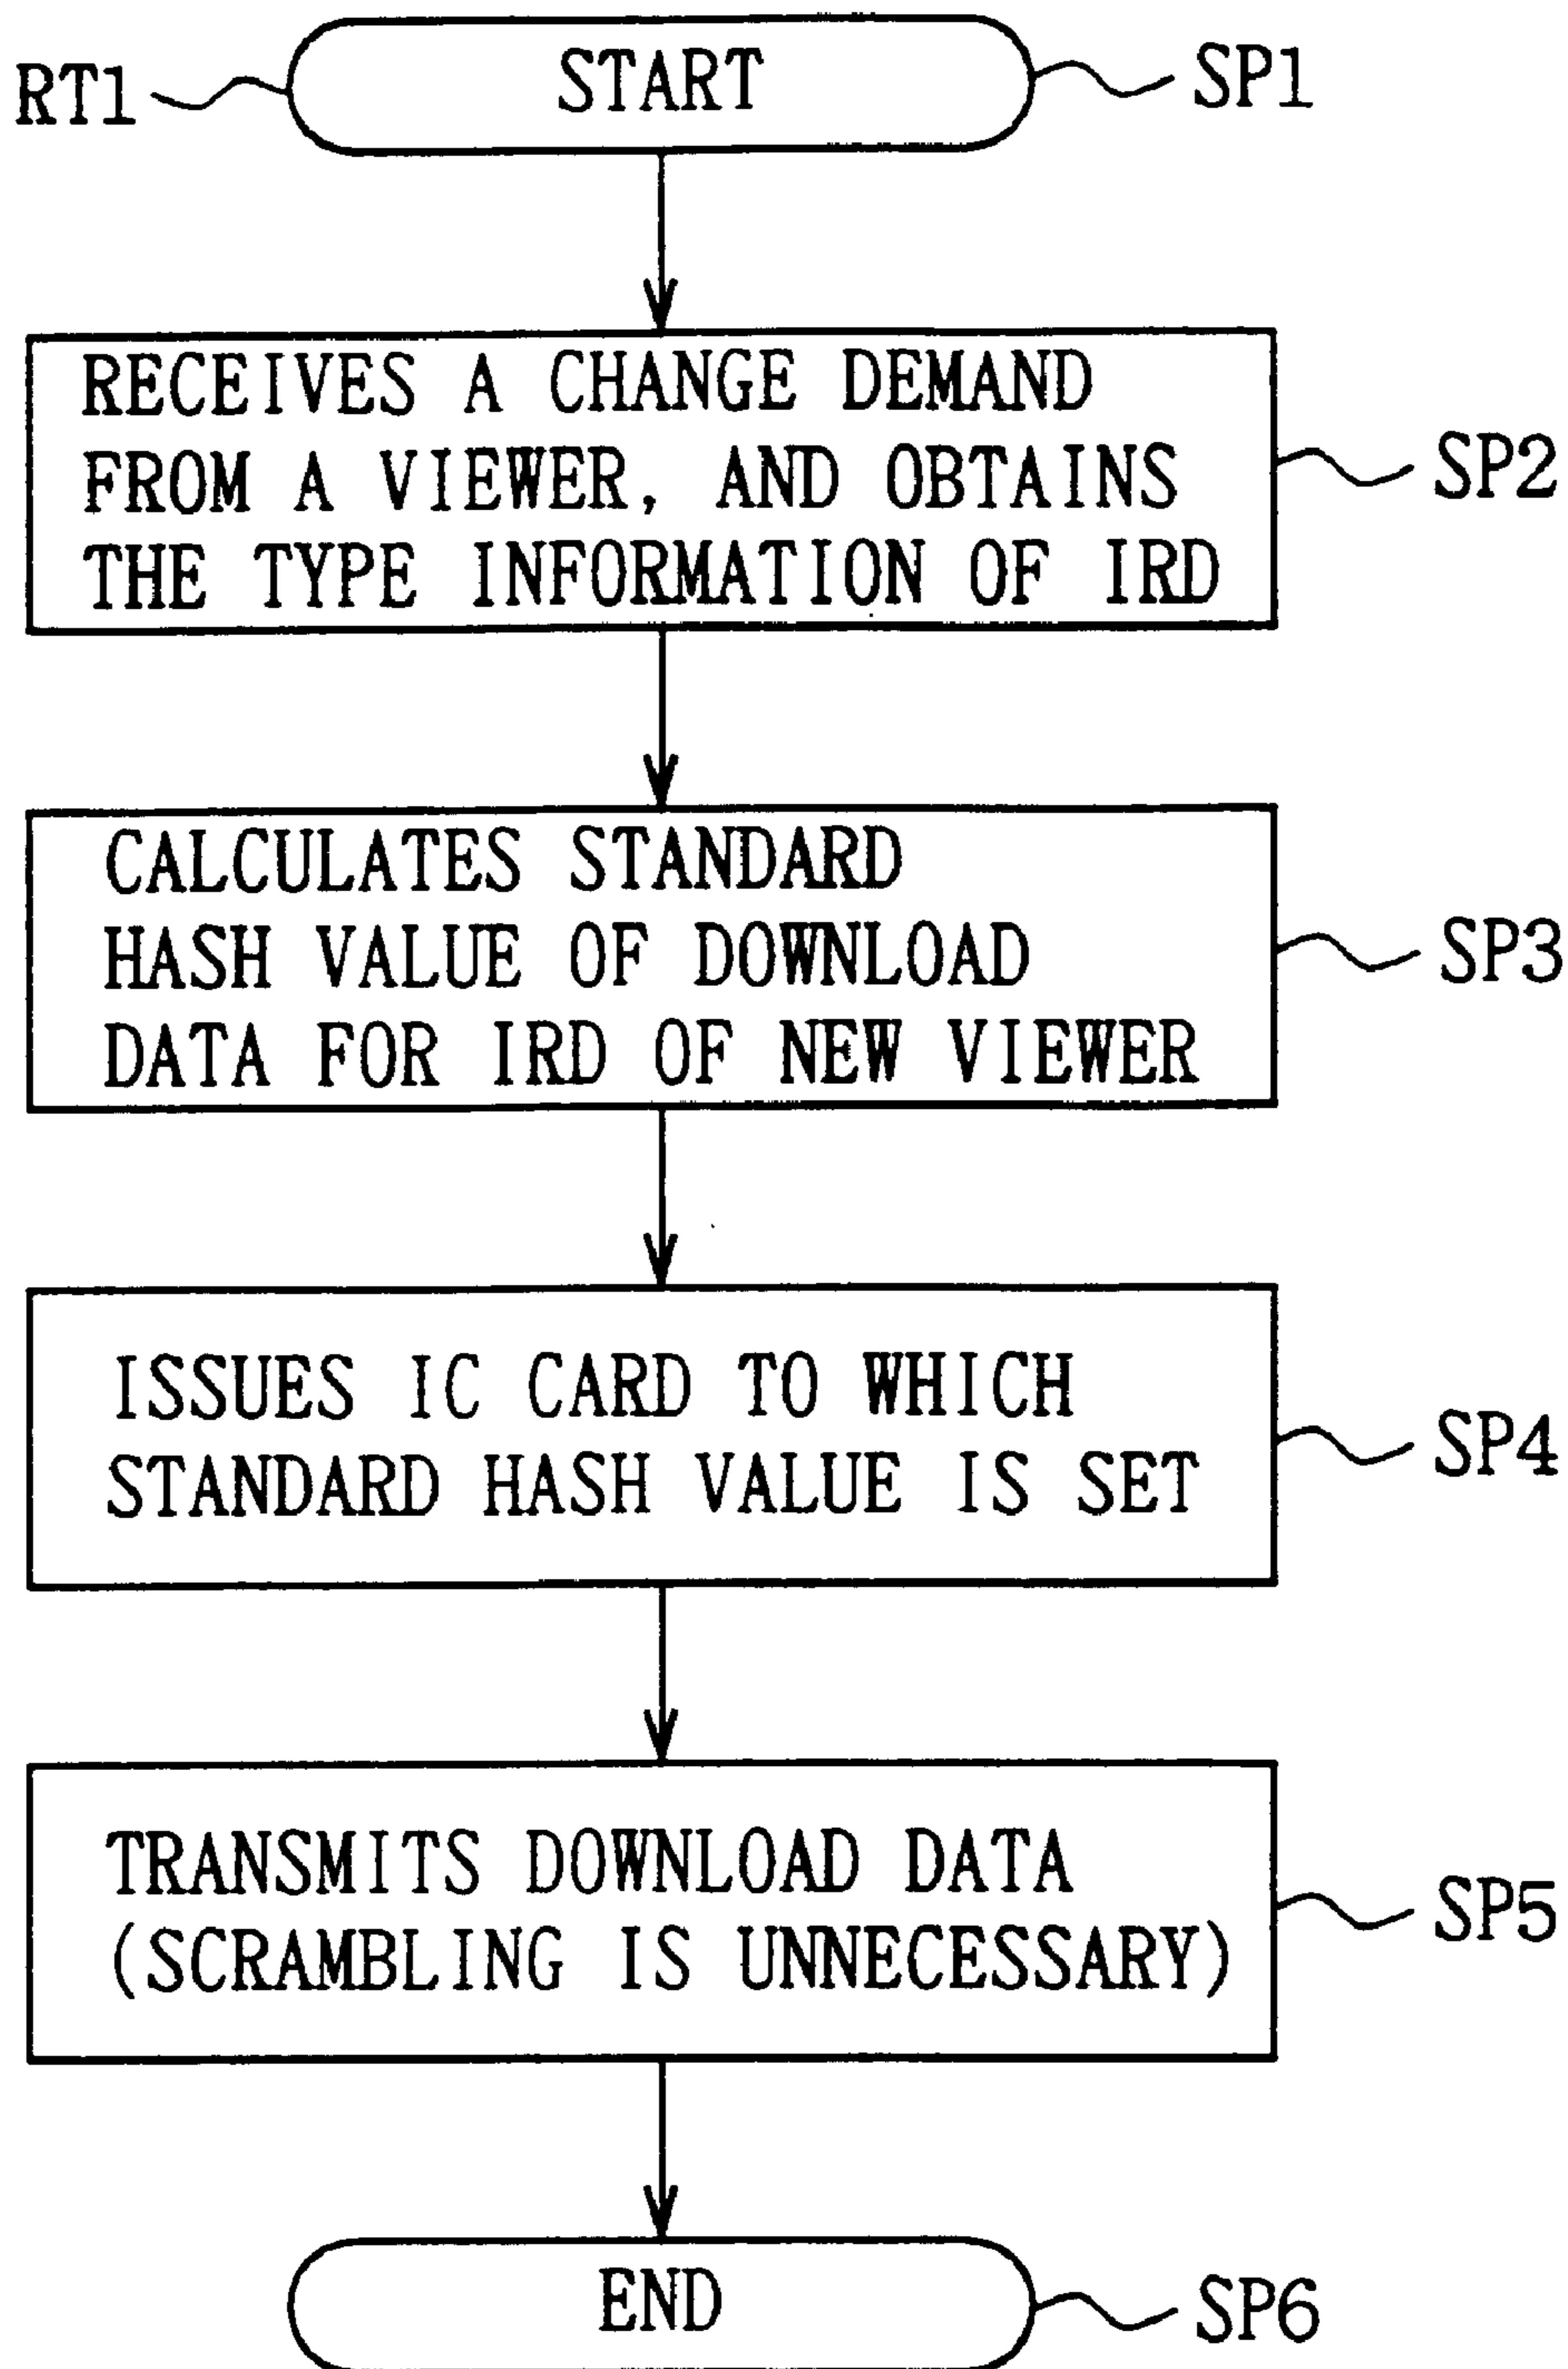 RT1
START
SP1
RECEIVES A CHANGE DEMAND
FROM A VIEWER, AND OBTAINS
THE TYPE INFORMATION OF IRD
SP2
CALCULATES STANDARD
HASH VALUE OF DOWNLOAD
DATA FOR IRD OF NEW VIEWER
SP3
ISSUES IC CARD TO WHICH
STANDARD HASH VALUE IS SET
SP4
TRANSMITS DOWNLOAD DATA
(SCRAMBLING IS UNNECESSARY)
SP5
END
SP6